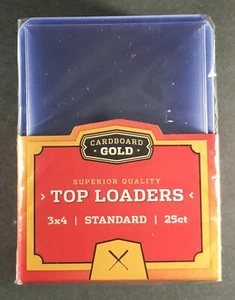 CARDBOARD
GOLD
SUPERIOR QUALITY
TOP LOADERS
3x4 | STANDARD | 25ct